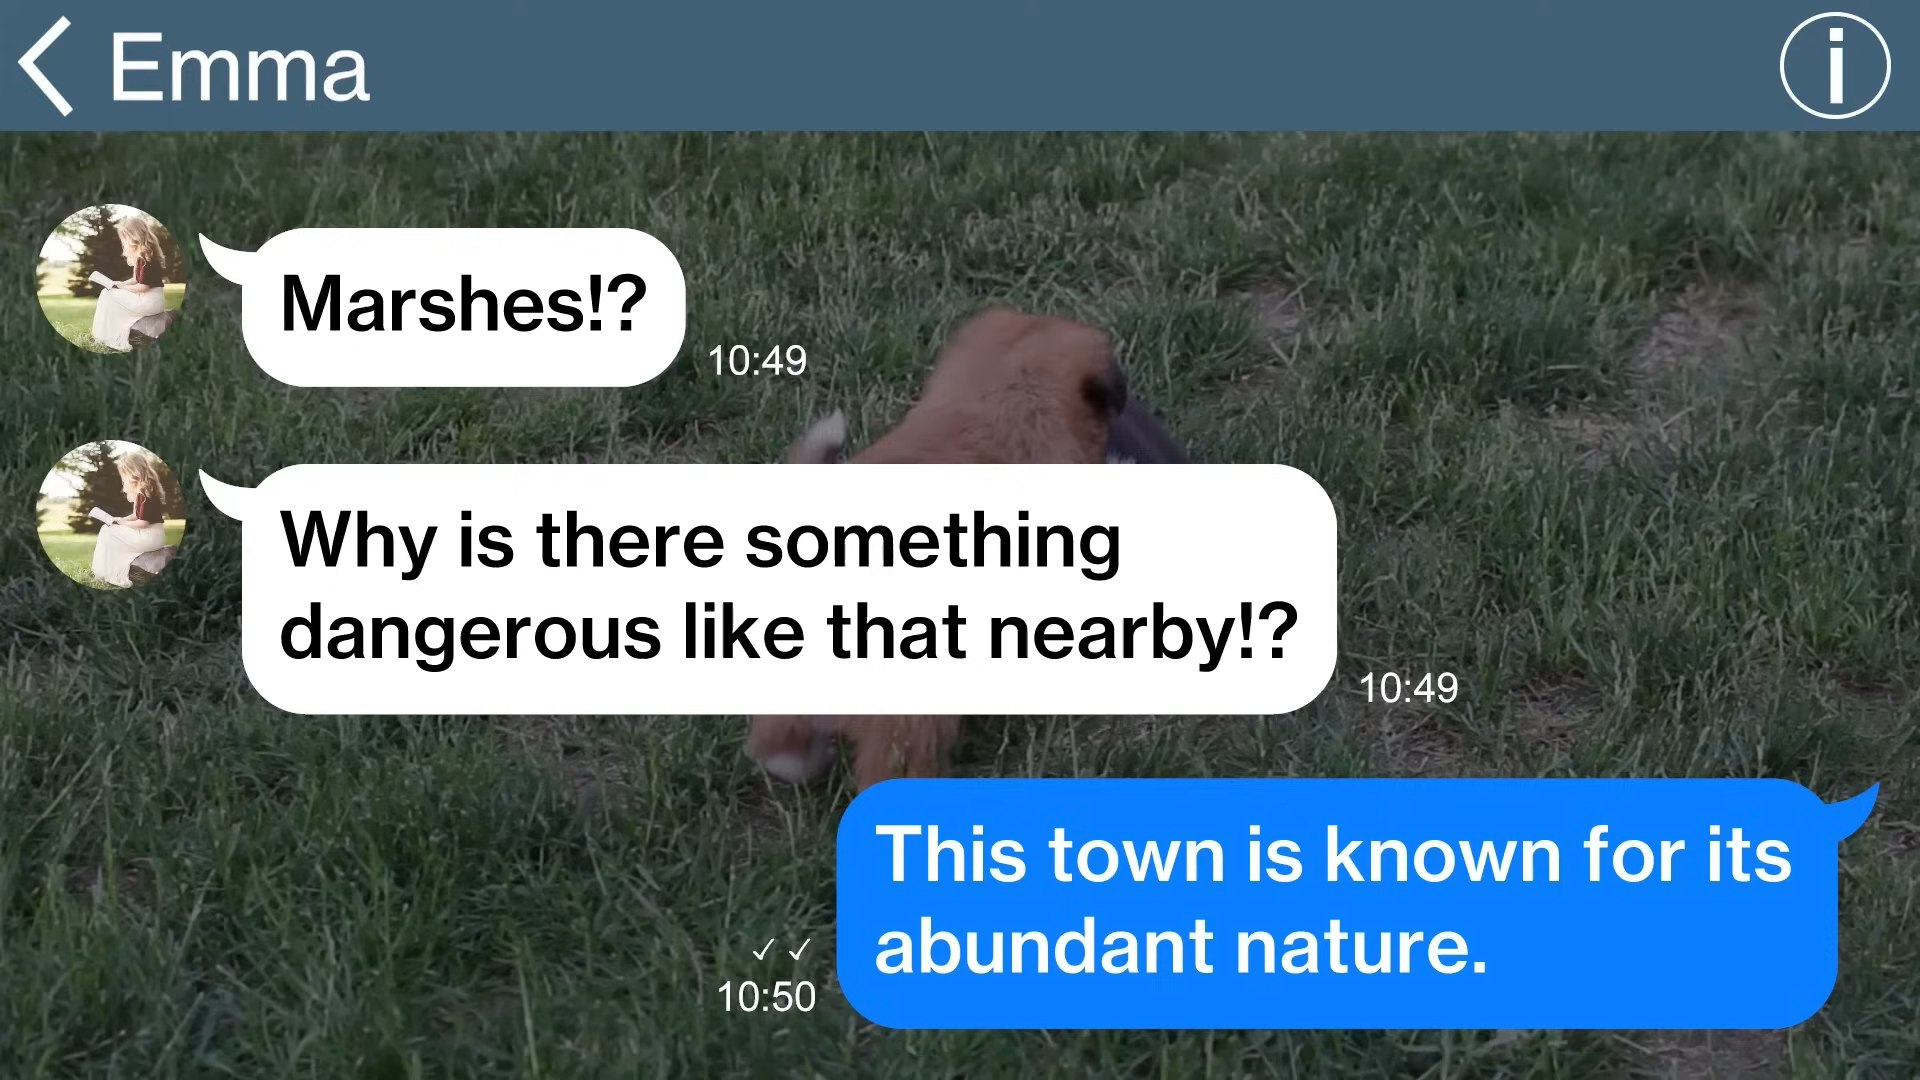 Emma
Marshes!?
10:49
Why is there something
dangerous like that nearby!?
10:49
This town is known for its
abundant nature.
✓✓
10:50